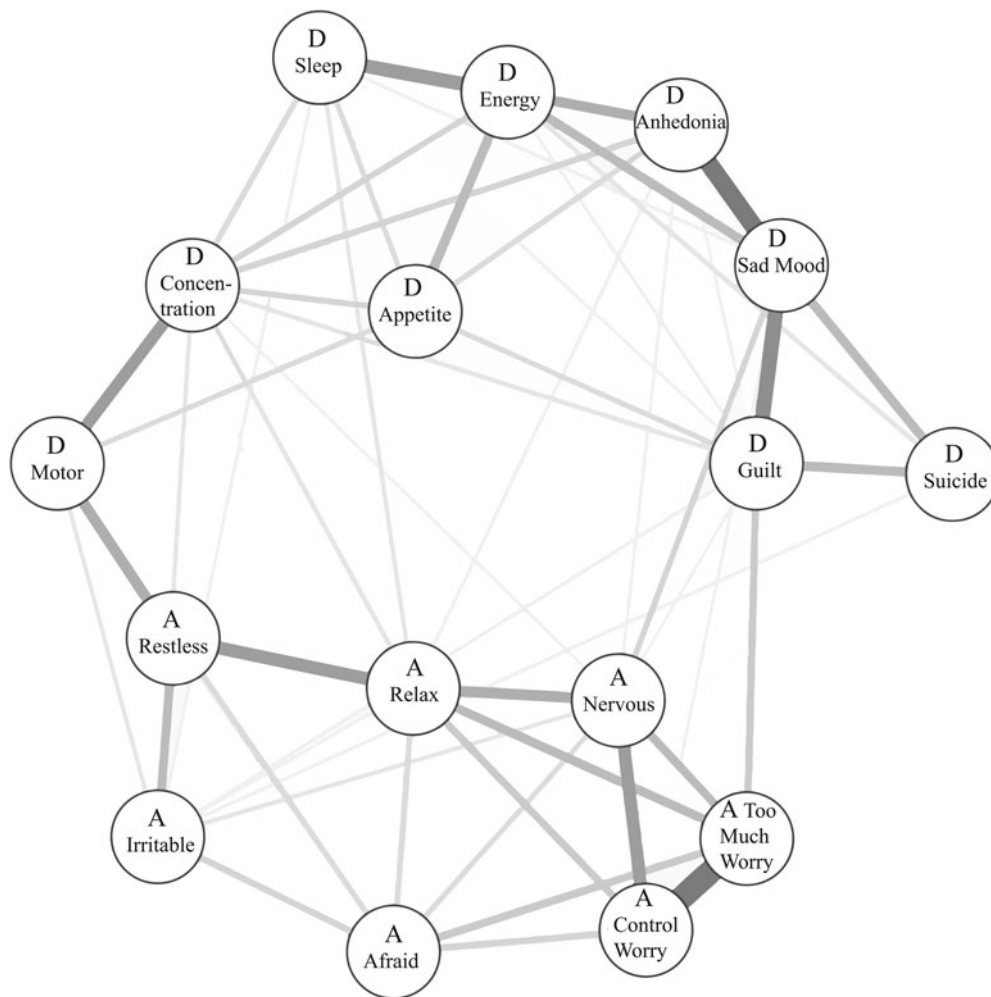 D
Sleep
D
Energy
D
Anhedonia
D
Sad Mood
D
Concen-
tration
D
Appetite
D
Motor
D
Guilt
D
Suicide
A
Restless
A
Relax
A
Nervous
A
Irritable
A Too
Much
Worry
A
Control
Worry
A
Afraid